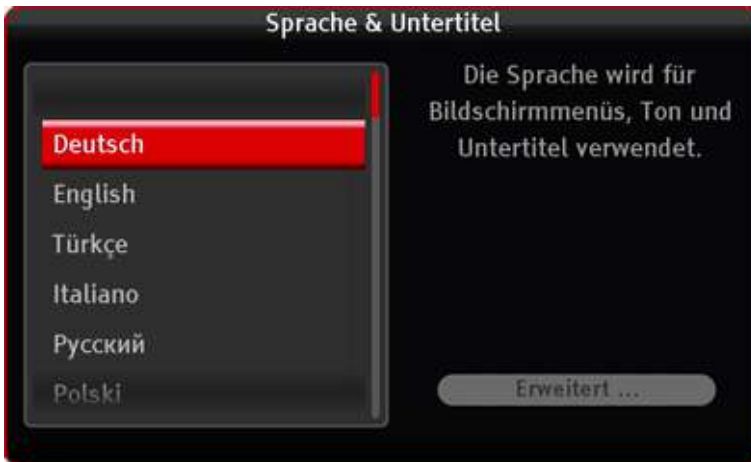 Sprache & Untertitel
Deutsch
English
Türkçe
Italiano
Русский
Polski
Die Sprache wird für
Bildschirmmenüs, Ton und
Untertitel verwendet.
Erweitert ...